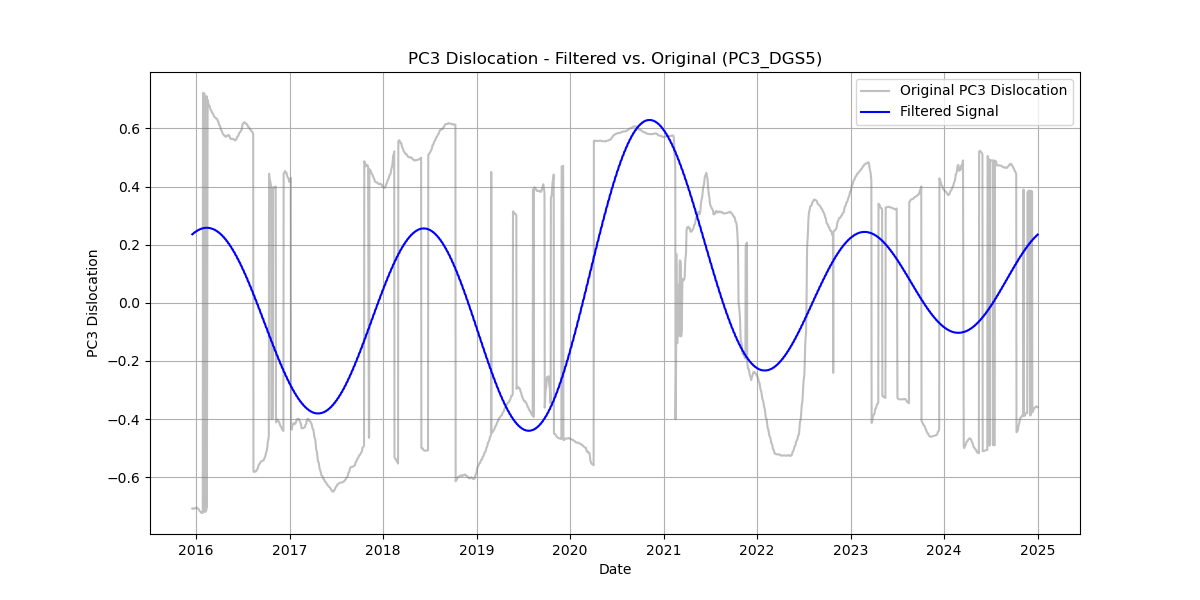 PC3 Dislocation - Filtered vs. Original (PC3_DGS5)
Original PC3 Dislocation
Filtered Signal
PC3 Dislocation
0.6
0.4
0.2
0.0
−0.2
−0.4
−0.6
2016 2017 2018 2019 2020 2021 2022 2023 2024 2025
Date